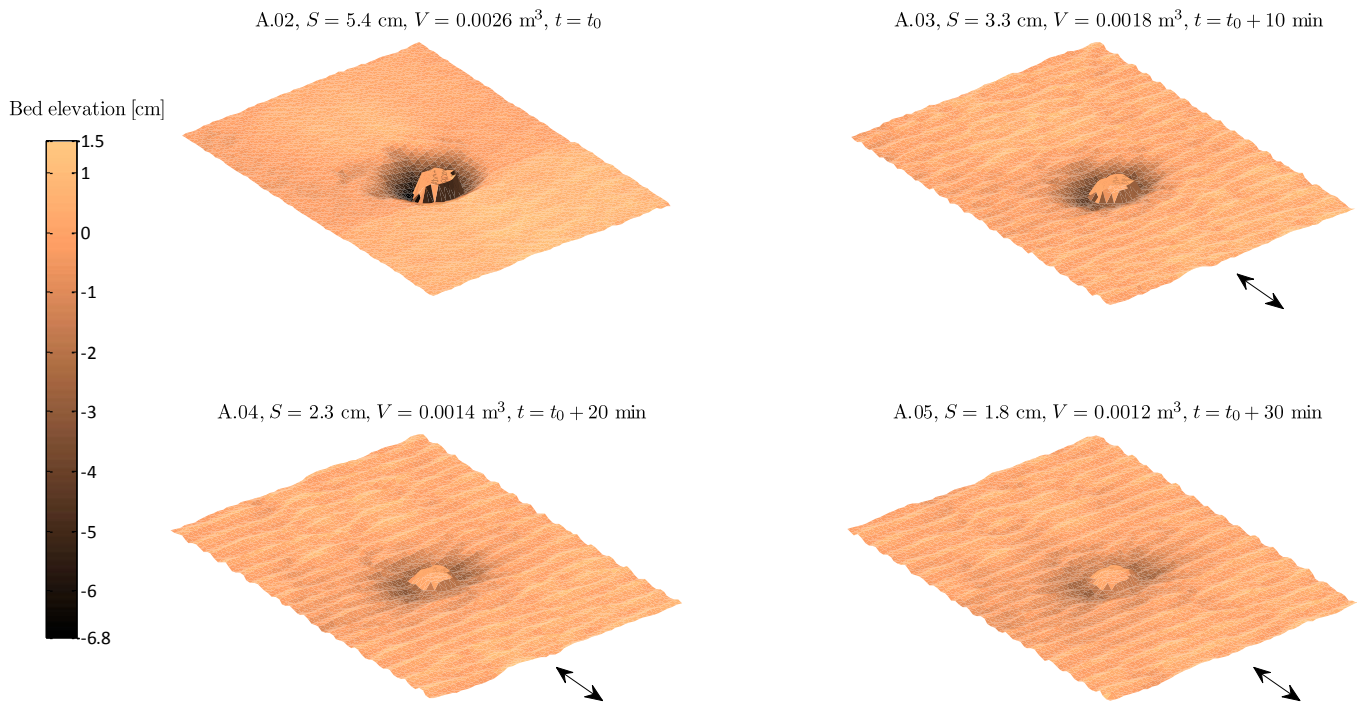 A.02, S = 5.4 cm, V = 0.0026 m³, t = t₀
A.03, S = 3.3 cm, V = 0.0018 m³, t = t₀ + 10 min
Bed elevation [cm]
1.5
1
0
-1
-2
-3
-4
-5
-6
-6.8
A.04, S = 2.3 cm, V = 0.0014 m³, t = t₀ + 20 min
A.05, S = 1.8 cm, V = 0.0012 m³, t = t₀ + 30 min